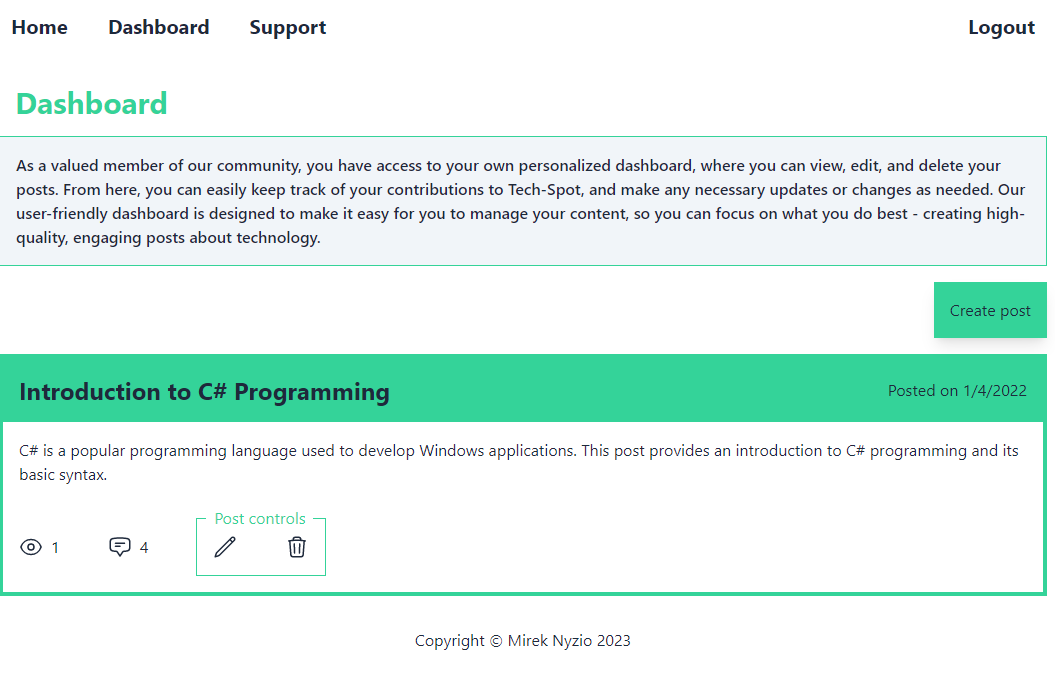 Home Dashboard Support Logout
Dashboard
As a valued member of our community, you have access to your own personalized dashboard, where you can view, edit, and delete your
posts. From here, you can easily keep track of your contributions to Tech-Spot, and make any necessary updates or changes as needed. Our
user-friendly dashboard is designed to make it easy for you to manage your content, so you can focus on what you do best - creating high-
quality, engaging posts about technology.
Create post
Introduction to C# Programming Posted on 1/4/2022
C# is a popular programming language used to develop Windows applications. This post provides an introduction to C# programming and its
basic syntax.
Post controls
1 4
Copyright © Mirek Nyzio 2023